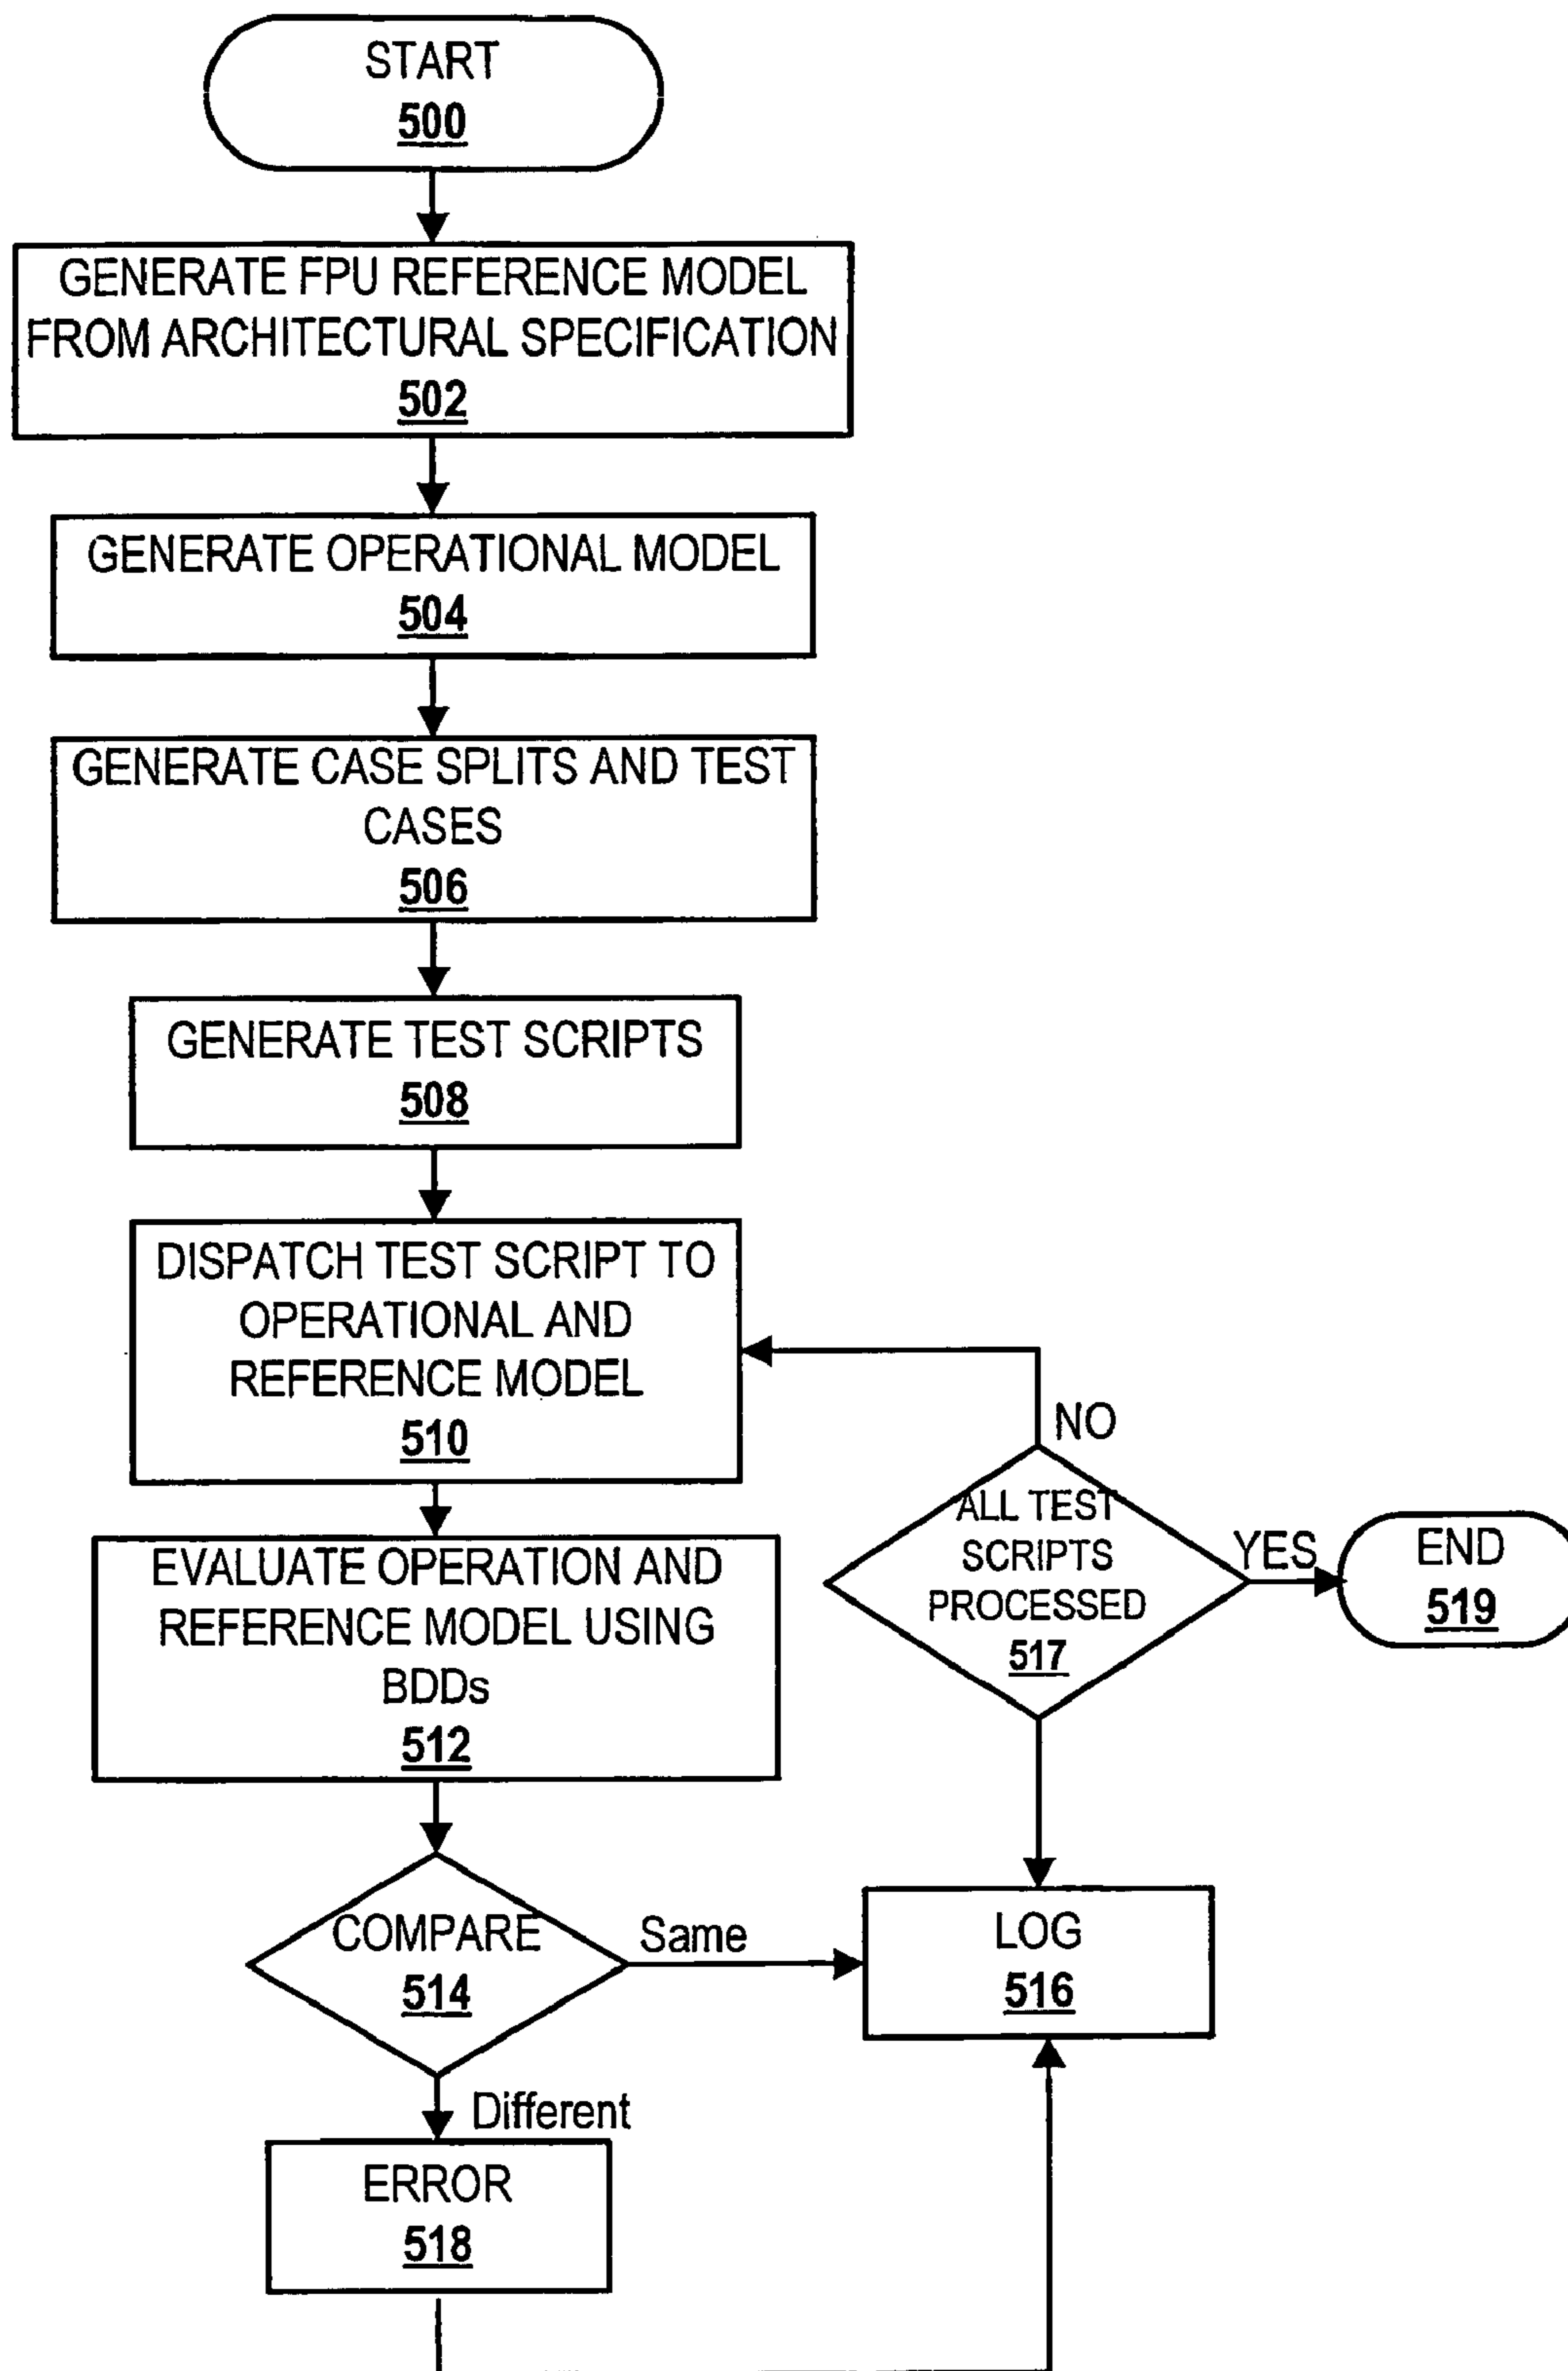 START
500
GENERATE FPU REFERENCE MODEL
FROM ARCHITECTURAL SPECIFICATION
502
GENERATE OPERATIONAL MODEL
504
GENERATE CASE SPLITS AND TEST
CASES
506
GENERATE TEST SCRIPTS
508
DISPATCH TEST SCRIPT TO
OPERATIONAL AND
REFERENCE MODEL
510
EVALUATE OPERATION AND
REFERENCE MODEL USING
BDDs
512
COMPARE
514
Same
Different
ERROR
518
LOG
516
NO
ALL TEST
SCRIPTS
PROCESSED
517
YES
END
519